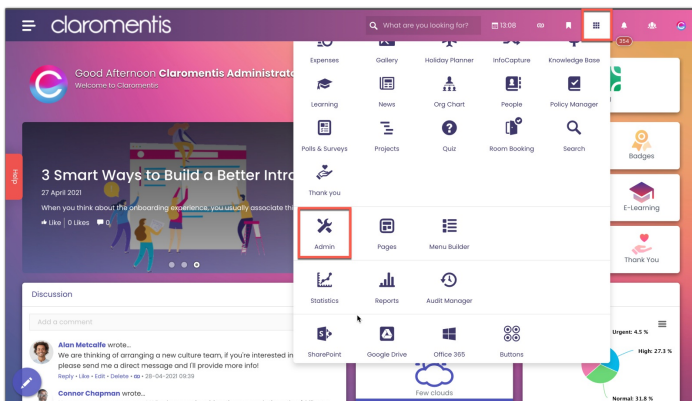 claromentis
What are you looking for?
13:08
354
Good Afternoon Claromentis Administrato
Welcome to Claromentis
Expenses
Gallery
Holiday Planner
InfoCapture
Knowledge Base
Learning
News
Org Chart
People
Policy Manager
Polls & Surveys
Projects
Quiz
Room Booking
Search
Thank you
Admin
Pages
Menu Builder
Statistics
Reports
Audit Manager
SharePoint
Google Drive
Office 365
Buttons
Help
3 Smart Ways to Build a Better Intro
27 April 2021
When you think about the onboarding experience, you usually associate thi
Like | 0 Likes 0
Badges
E-Learning
Thank You
Discussion
Add a comment
Alan Metcalfe wrote...
We are thinking of arranging a new culture team, if you're interested in
please send me a direct message and I'll provide more info!
Reply • Like • Edit • Delete • 28-04-2021 09:39
Connor Chapman wrote...
Few clouds
Urgent: 4.5 %
High: 27.3 %
Normal: 31.8 %